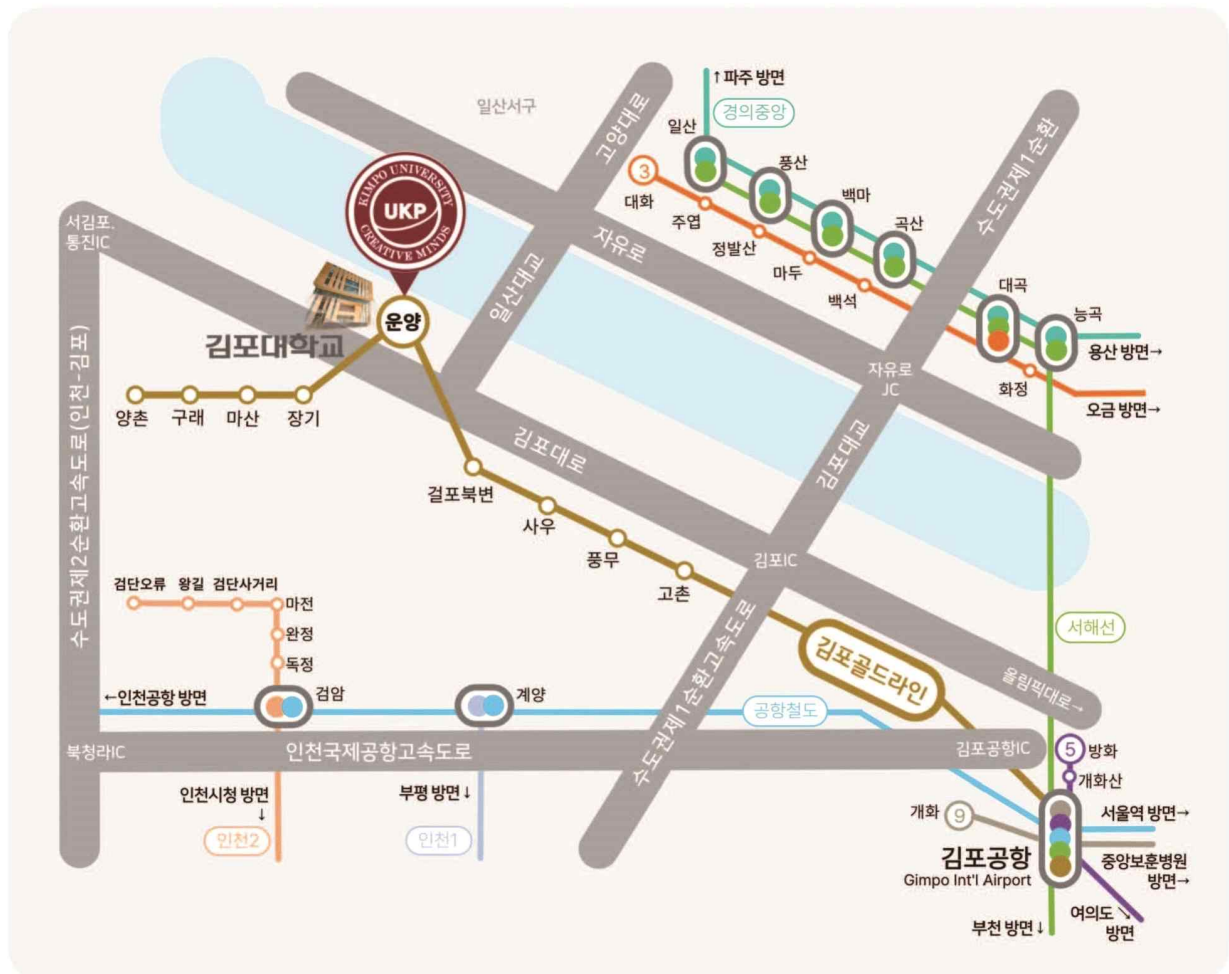 ↑파주 방면
경의중앙
일산서구
고양대로
일산
풍산
백마
곡산
수도권제1순환
3
대화
주엽
정발산
마두
백석
대곡
능곡
용산 방면→
화정
오금 방면→
KIMPO UNIVERSITY
UKP
CREATIVE MINDS
서김포.
통진IC
자유로
일산대교
운양
김포대학교
자유로
JC
양촌
구래
마산
장기
김포대로
김포대교
수도권제2순환고속도로(인천-김포)
걸포북변
사우
풍무
고촌
김포IC
검단오류
왕길
검단사거리
마전
완정
독정
서해선
김포골드라인
수도권제1순환고속도로
올림픽대로→
←인천공항 방면
검암
계양
공항철도
북청라IC
인천국제공항고속도로
김포공항IC
5
방화
개화산
인천시청 방면
↓
인천2
부평 방면↓
인천1
개화
9
서울역 방면→
김포공항
Gimpo Int'l Airport
중앙보훈병원
방면→
여의도 ↘
방면
부천 방면↓